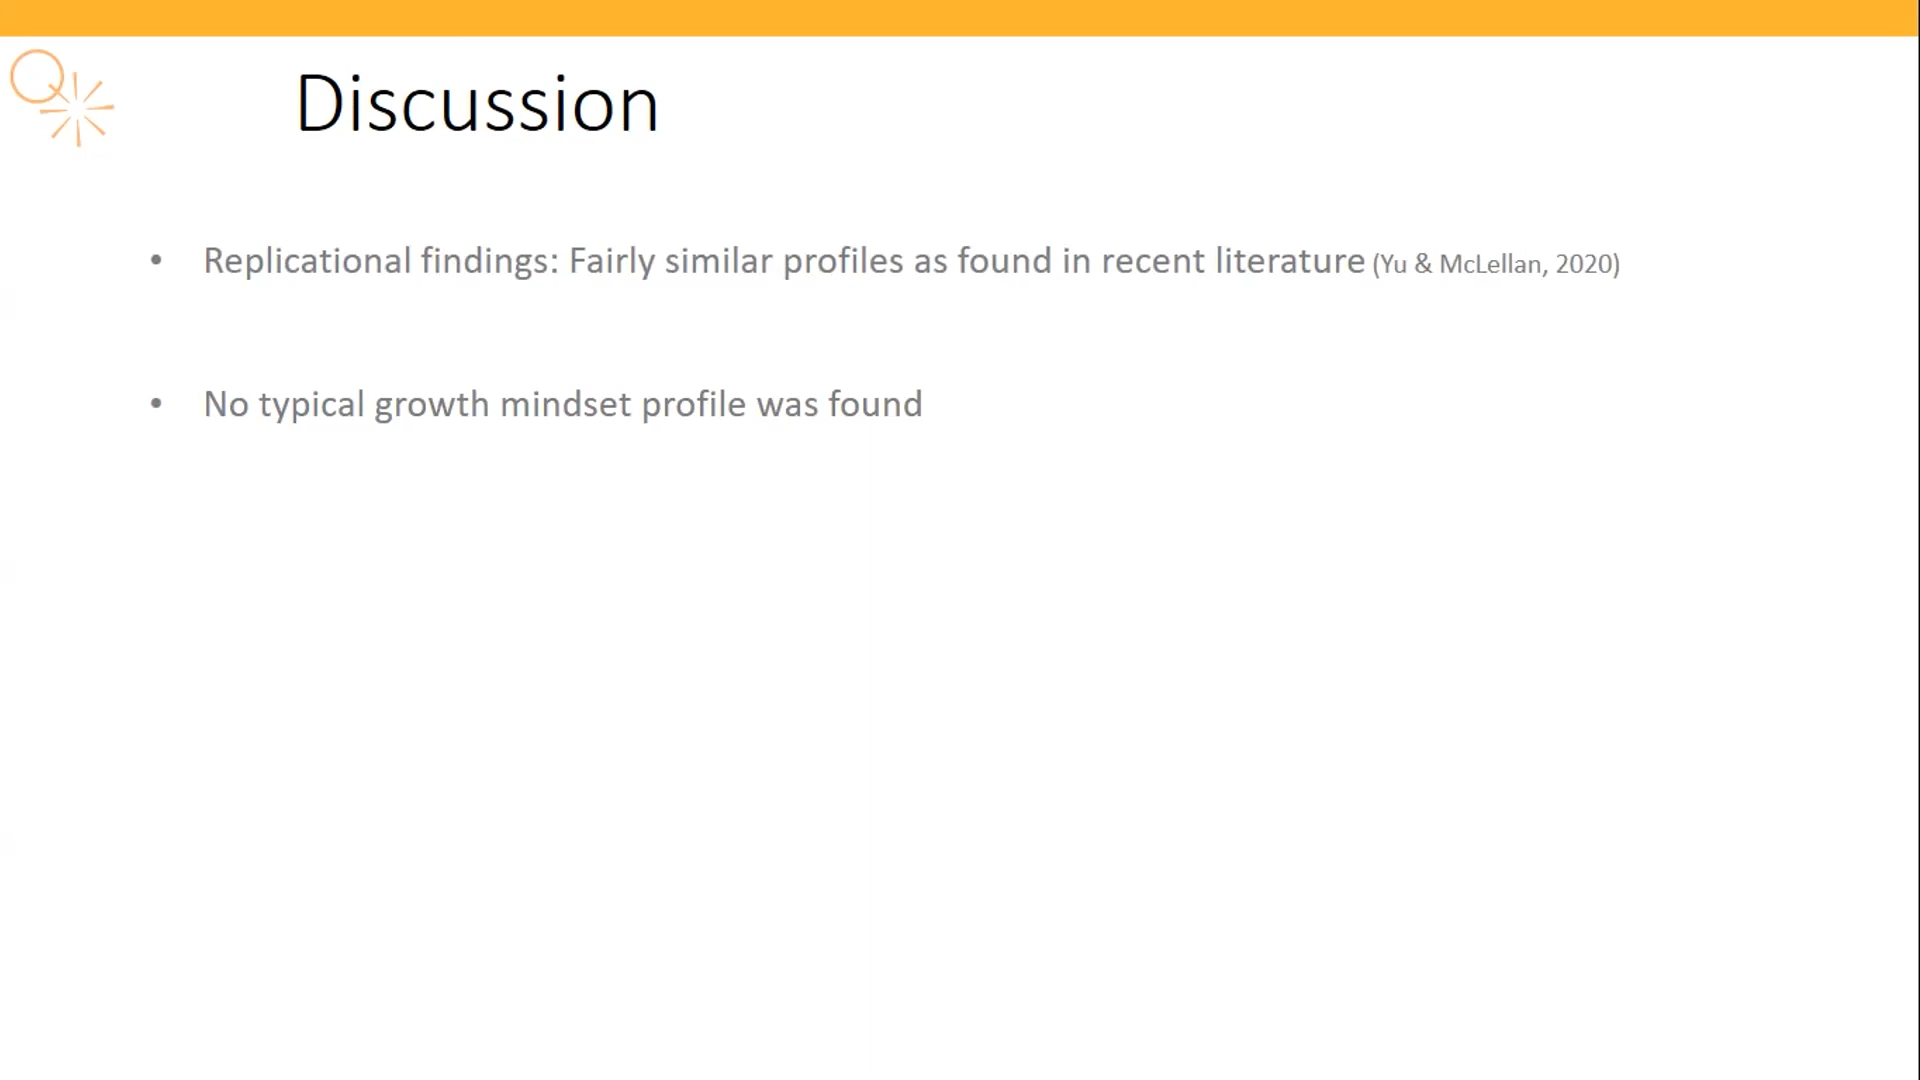 Discussion
• Replicational findings: Fairly similar profiles as found in recent literature (Yu & McLellan, 2020)
• No typical growth mindset profile was found